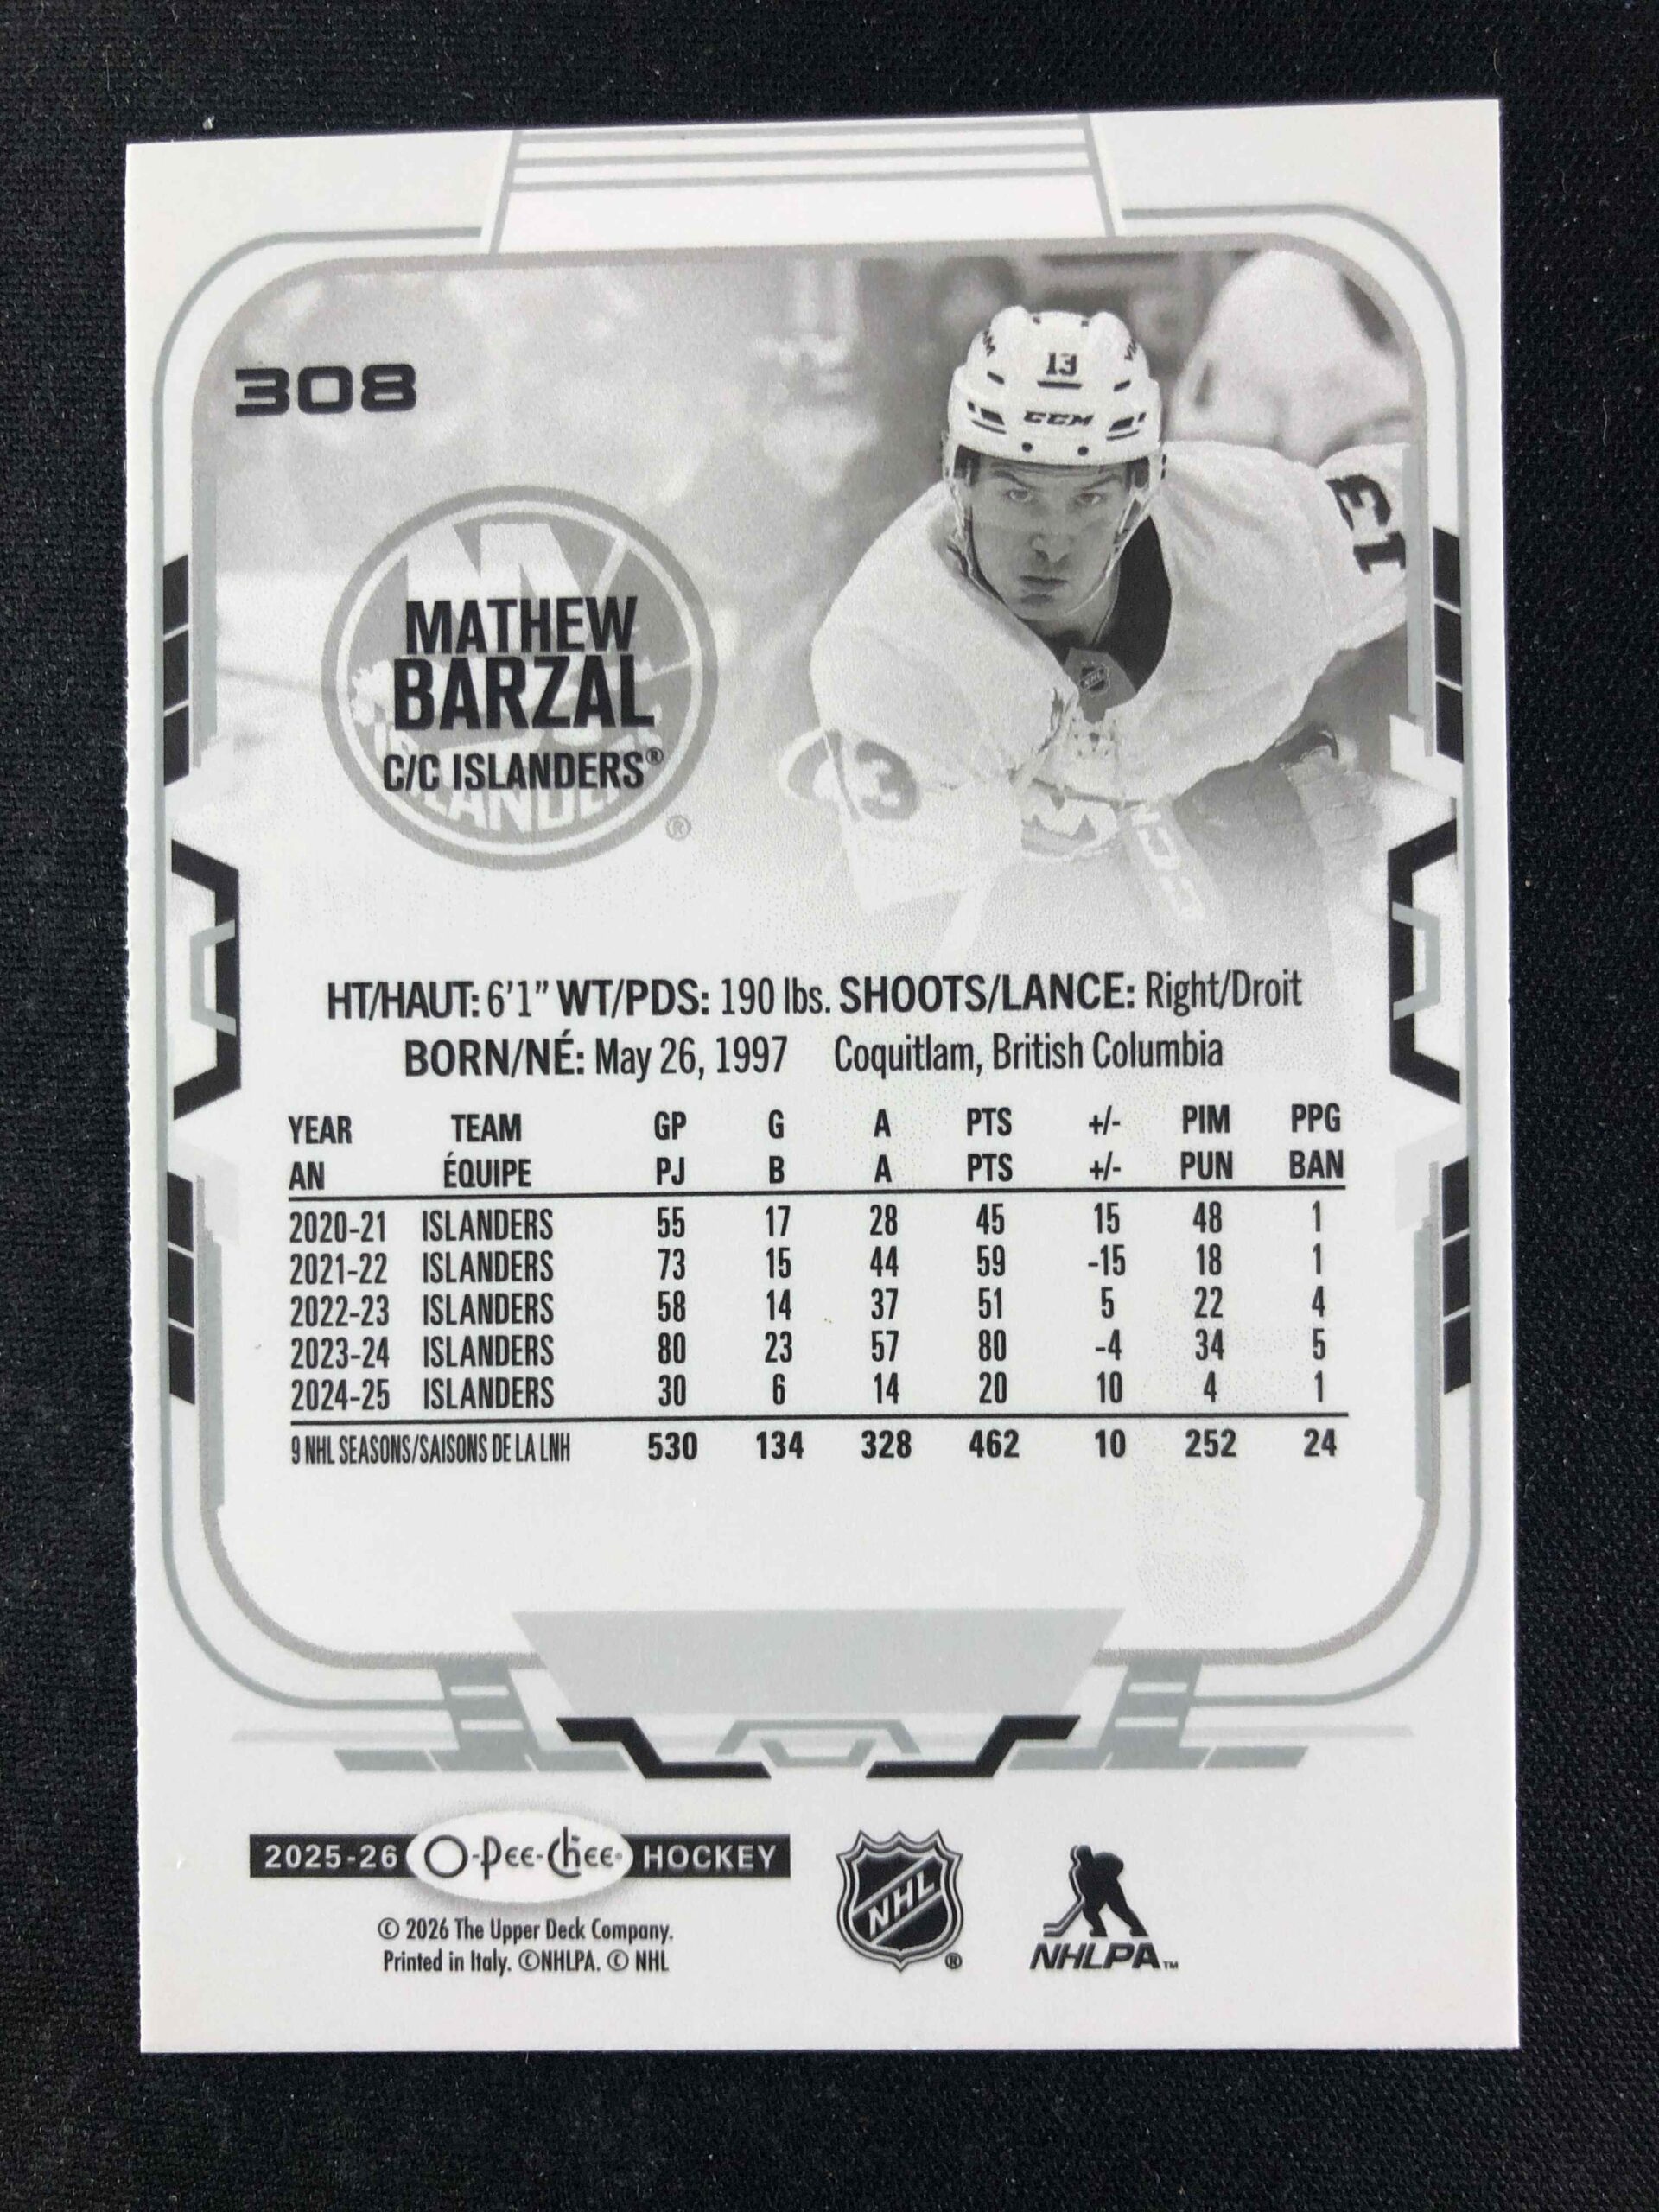 308
13
CCM
13
MATHEW
BARZAL
C/C ISLANDERS®
®
HT/HAUT: 6'1" WT/PDS: 190 lbs. SHOOTS/LANCE: Right/Droit
BORN/NÉ: May 26, 1997 Coquitlam, British Columbia
YEAR TEAM GP G A PTS +/- PIM PPG
AN ÉQUIPE PJ B A PTS +/- PUN BAN
2020-21 ISLANDERS 55 17 28 45 15 48 1
2021-22 ISLANDERS 73 15 44 59 -15 18 1
2022-23 ISLANDERS 58 14 37 51 5 22 4
2023-24 ISLANDERS 80 23 57 80 -4 34 5
2024-25 ISLANDERS 30 6 14 20 10 4 1
9 NHL SEASONS/SAISONS DE LA LNH 530 134 328 462 10 252 24
2025-26 O-Pee-Chee HOCKEY
© 2026 The Upper Deck Company.
Printed in Italy. ©NHLPA. © NHL
NHL®
NHLPA™